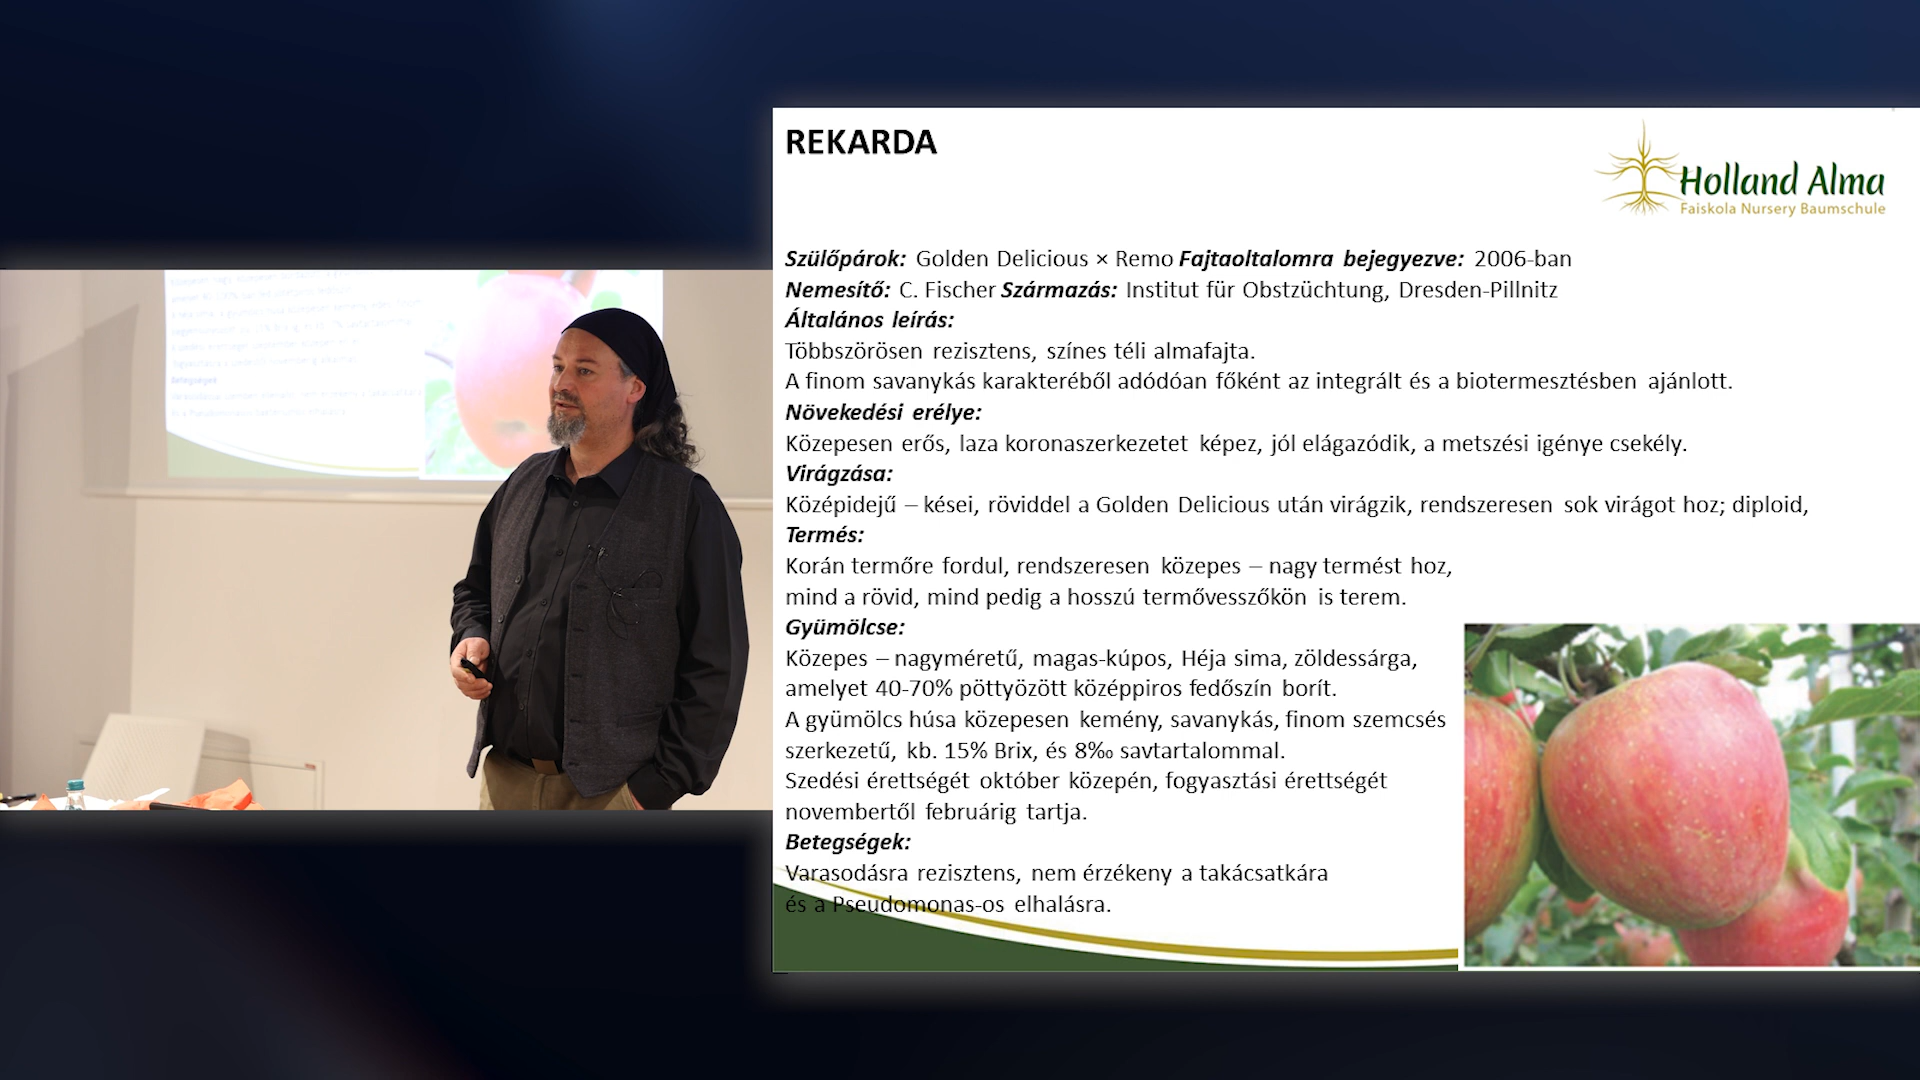 REKARDA
Holland Alma
Faiskola Nursery Baumschule
Szülőpárok: Golden Delicious × Remo Fajtaoltalomra bejegyezve: 2006-ban
Nemesítő: C. Fischer Származás: Institut für Obstzüchtung, Dresden-Pillnitz
Általános leírás:
Többszörösen rezisztens, színes téli almafajta.
A finom savanykás karakteréből adódóan főként az integrált és a biotermesztésben ajánlott.
Növekedési erélye:
Közepesen erős, laza koronaszerkezetet képez, jól elágazódik, a metszési igénye csekély.
Virágzása:
Középidejű – kései, röviddel a Golden Delicious után virágzik, rendszeresen sok virágot hoz; diploid,
Termés:
Korán termőre fordul, rendszeresen közepes – nagy termést hoz,
mind a rövid, mind pedig a hosszú termővesszőkön is terem.
Gyümölcse:
Közepes – nagyméretű, magas-kúpos, Héja sima, zöldessárga,
amelyet 40-70% pöttyözött középpiros fedőszín borít.
A gyümölcs húsa közepesen kemény, savanykás, finom szemcsés
szerkezetű, kb. 15% Brix, és 8‰ savtartalommal.
Szedési érettségét október közepén, fogyasztási érettségét
novembertől februárig tartja.
Betegségek:
Varasodásra rezisztens, nem érzékeny a takácsatkára
és a Pseudomonas-os elhalásra.
Betegségek